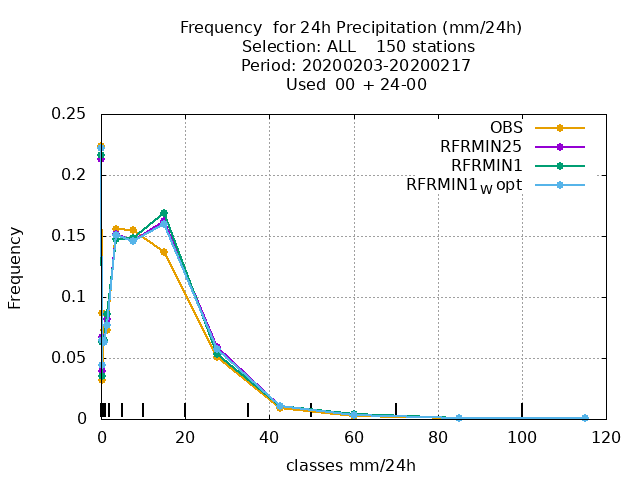 Frequency  for 24h Precipitation (mm/24h)
Selection: ALL    150 stations
Period: 20200203-20200217
Used  00 + 24-00
OBS
RFRMIN25
RFRMIN1
RFRMIN1_W opt
Frequency
0.25
0.2
0.15
0.1
0.05
0
0 20 40 60 80 100 120
classes mm/24h